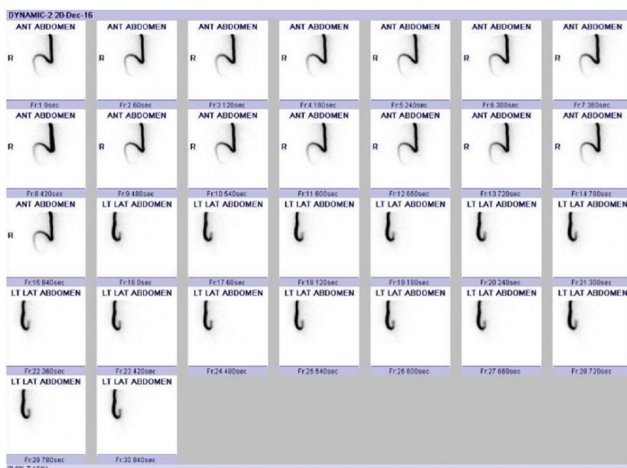 DYNAMIC-2 20-Dec-16
ANT ABDOMEN ANT ABDOMEN ANT ABDOMEN ANT ABDOMEN ANT ABDOMEN ANT ABDOMEN ANT ABDOMEN
R R R R R R R
Fr:1 0sec Fr:2 60sec Fr:3 120sec Fr:4 180sec Fr:5 240sec Fr:6 300sec Fr:7 360sec
ANT ABDOMEN ANT ABDOMEN ANT ABDOMEN ANT ABDOMEN ANT ABDOMEN ANT ABDOMEN ANT ABDOMEN
R R R R R R R
Fr:8 420sec Fr:9 480sec Fr:10 540sec Fr:11 600sec Fr:12 660sec Fr:13 720sec Fr:14 780sec
ANT ABDOMEN LT LAT ABDOMEN LT LAT ABDOMEN LT LAT ABDOMEN LT LAT ABDOMEN LT LAT ABDOMEN LT LAT ABDOMEN
R
Fr:15 840sec Fr:16 0sec Fr:17 60sec Fr:18 120sec Fr:19 180sec Fr:20 240sec Fr:21 300sec
LT LAT ABDOMEN LT LAT ABDOMEN LT LAT ABDOMEN LT LAT ABDOMEN LT LAT ABDOMEN LT LAT ABDOMEN LT LAT ABDOMEN
Fr:22 360sec Fr:23 420sec Fr:24 480sec Fr:25 540sec Fr:26 600sec Fr:27 660sec Fr:28 720sec
LT LAT ABDOMEN LT LAT ABDOMEN
Fr:29 780sec Fr:30 840sec